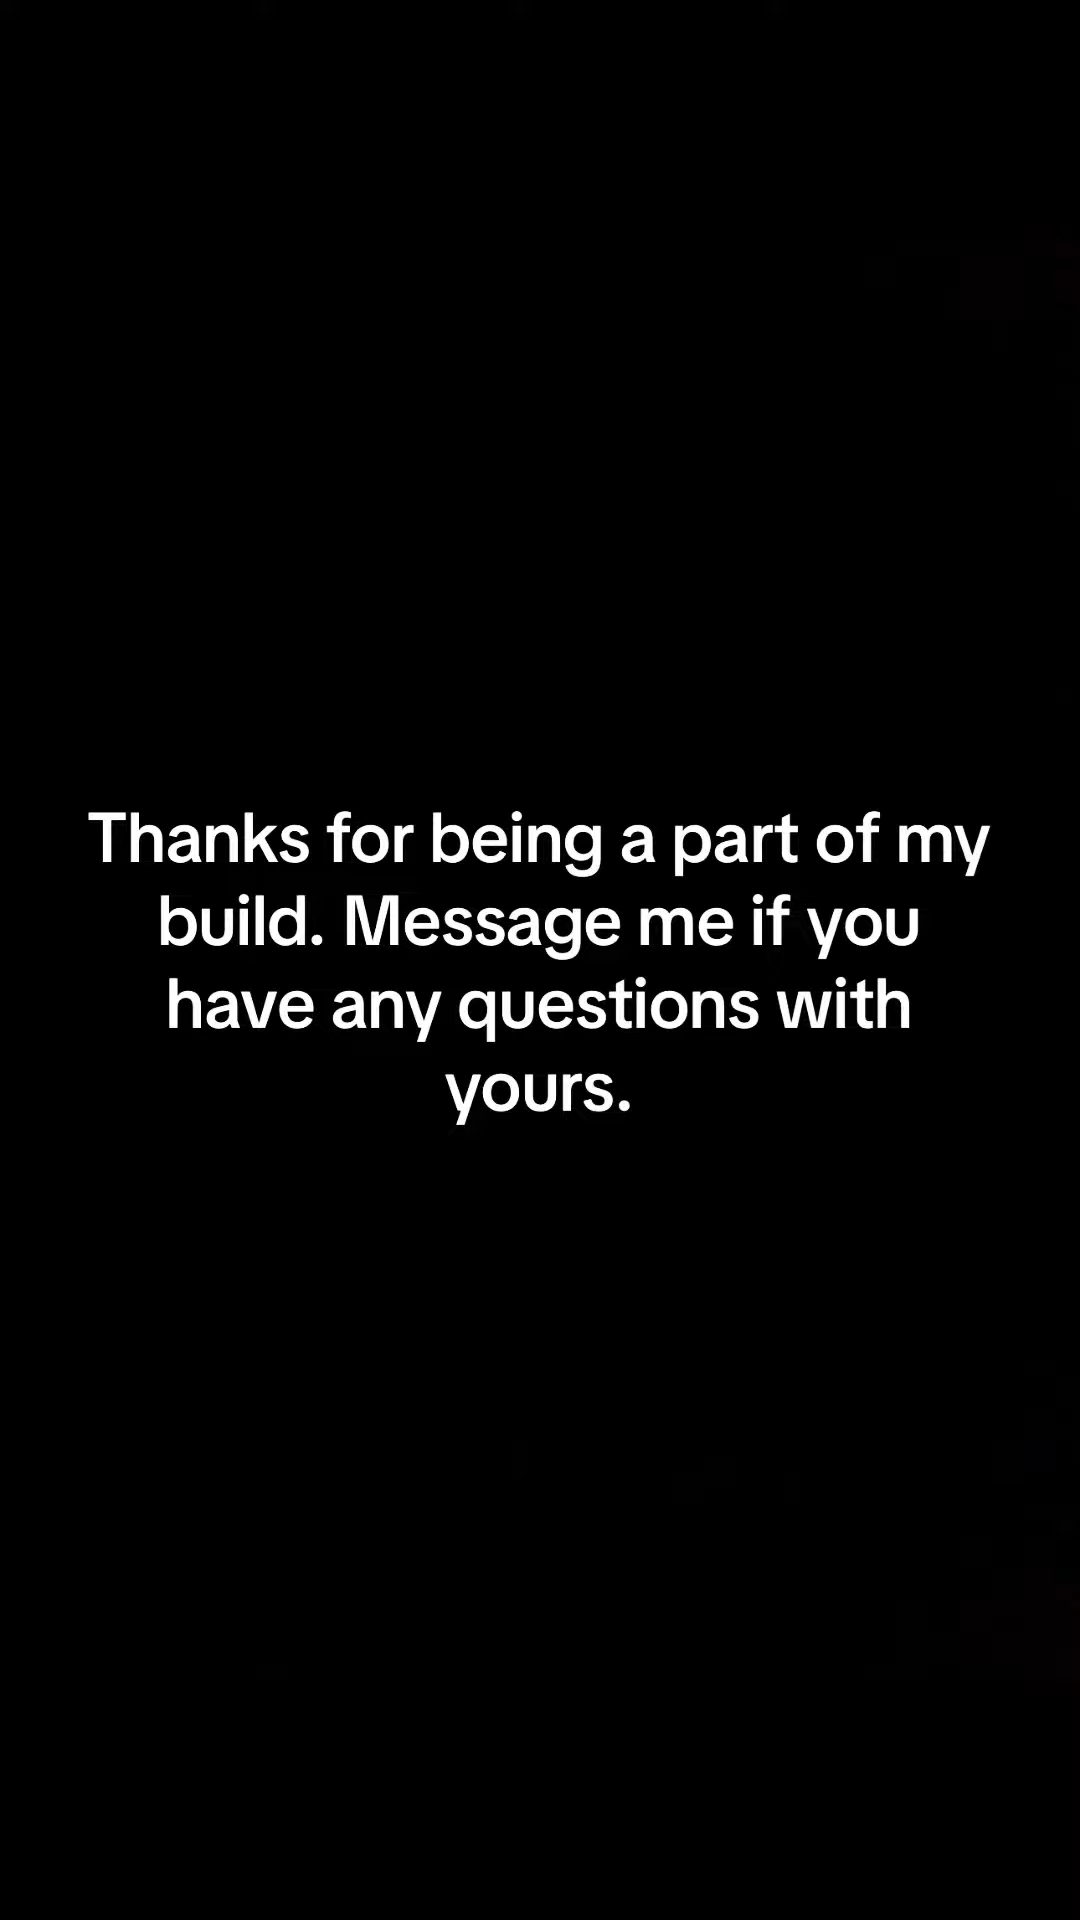 Thanks for being a part of my
build. Message me if you
have any questions with
yours.